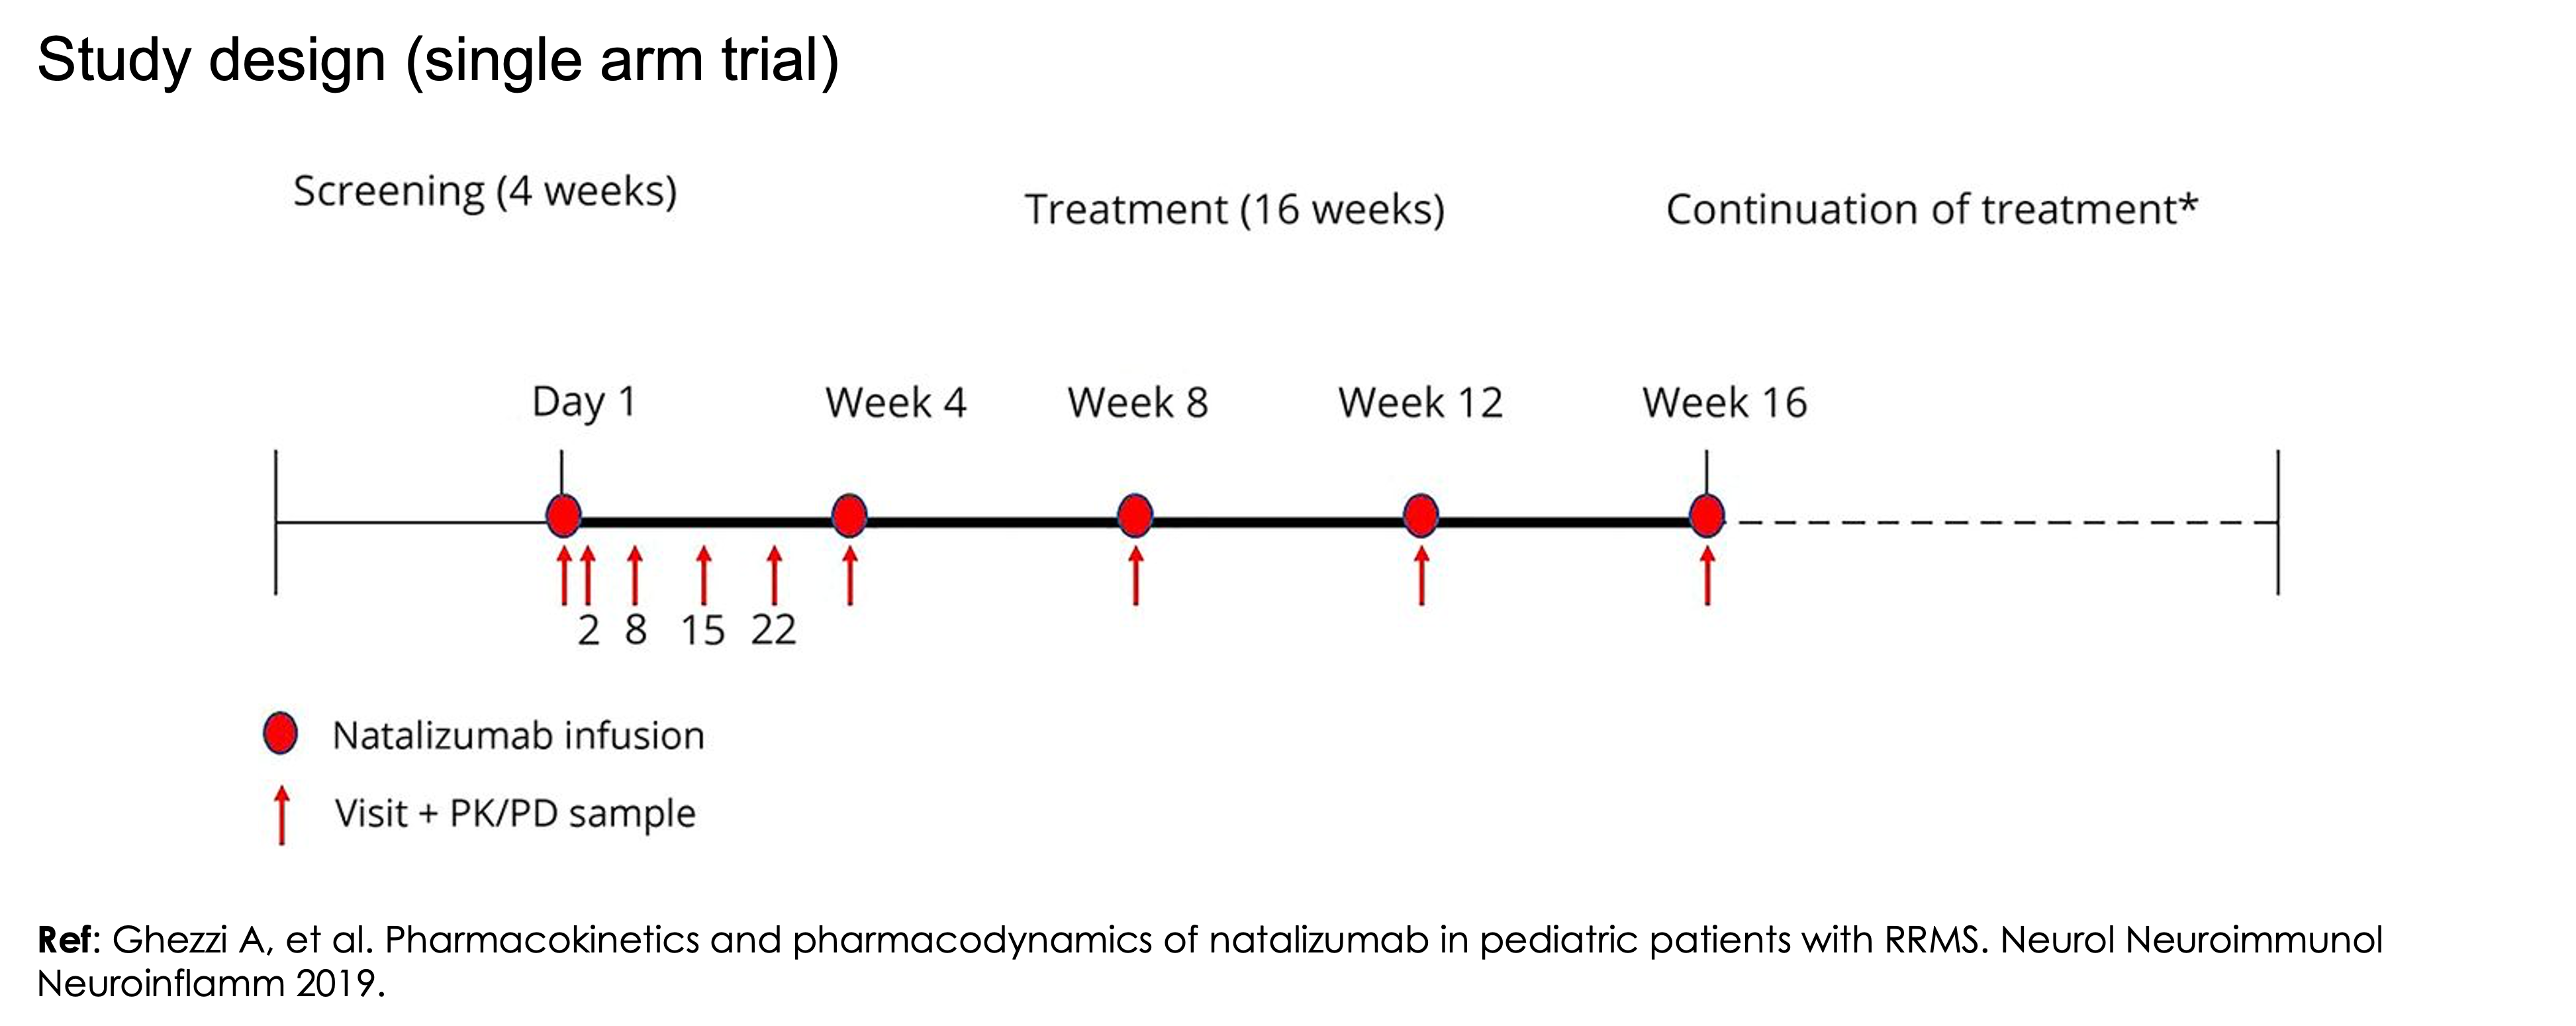 Study design (single arm trial)
Screening (4 weeks)
Treatment (16 weeks)
Continuation of treatment*
Day 1
Week 4
Week 8
Week 12
Week 16
2
8
15
22
Natalizumab infusion
Visit + PK/PD sample
Ref: Ghezzi A, et al. Pharmacokinetics and pharmacodynamics of natalizumab in pediatric patients with RRMS. Neurol Neuroimmunol
Neuroinflamm 2019.